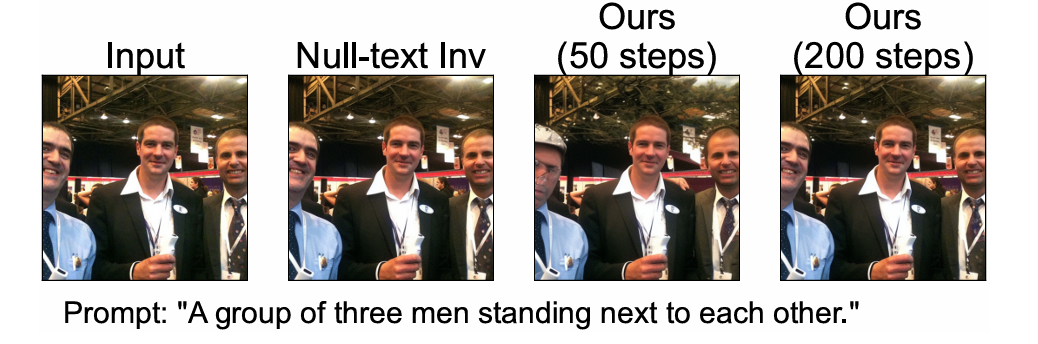 Input
Null-text Inv
Ours
(50 steps)
Ours
(200 steps)
Prompt: "A group of three men standing next to each other."